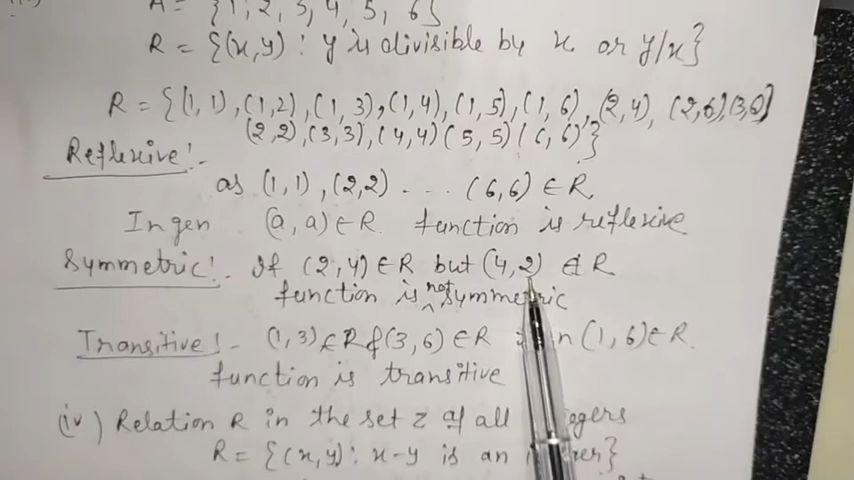 A = {1, 2, 3, 4, 5, 6}
R = {(x,y) : y is divisible by x or y/x}
R = {(1,1), (1,2), (1,3), (1,4), (1,5), (1,6), (2,4), (2,6), (3,6)
(2,2), (3,3), (4,4) (5,5) (6,6)}
Reflexive!-
as (1,1), (2,2) ... (6,6) ∈ R
In gen (a,a) ∈ R. function is reflexive
Symmetric!- If (2,4) ∈ R but (4,2) ∉ R
function is not symmetric
Transitive!- (1,3) ∈ R & (3,6) ∈ R (1,6) ∈ R.
function is transitive
(iv) Relation R in the set Z of all
R = {(x,y) : x-y is an